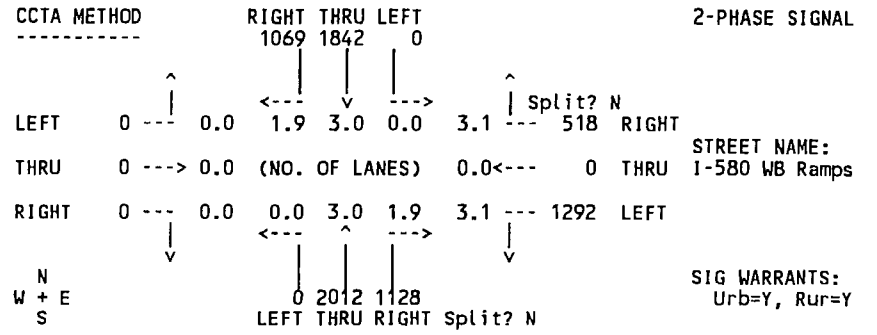 CCTA METHOD RIGHT THRU LEFT 2-PHASE SIGNAL
----------- 1069 1842 0
^ ^
<--- v ---> | Split? N
LEFT 0 --- 0.0 1.9 3.0 0.0 3.1 --- 518 RIGHT
STREET NAME:
THRU 0 ---> 0.0 (NO. OF LANES) 0.0<--- 0 THRU I-580 WB Ramps
RIGHT 0 --- 0.0 0.0 3.0 1.9 3.1 --- 1292 LEFT
<--- ^ --->
v v
N SIG WARRANTS:
W + E 0 2012 1128 Urb=Y, Rur=Y
S LEFT THRU RIGHT Split? N